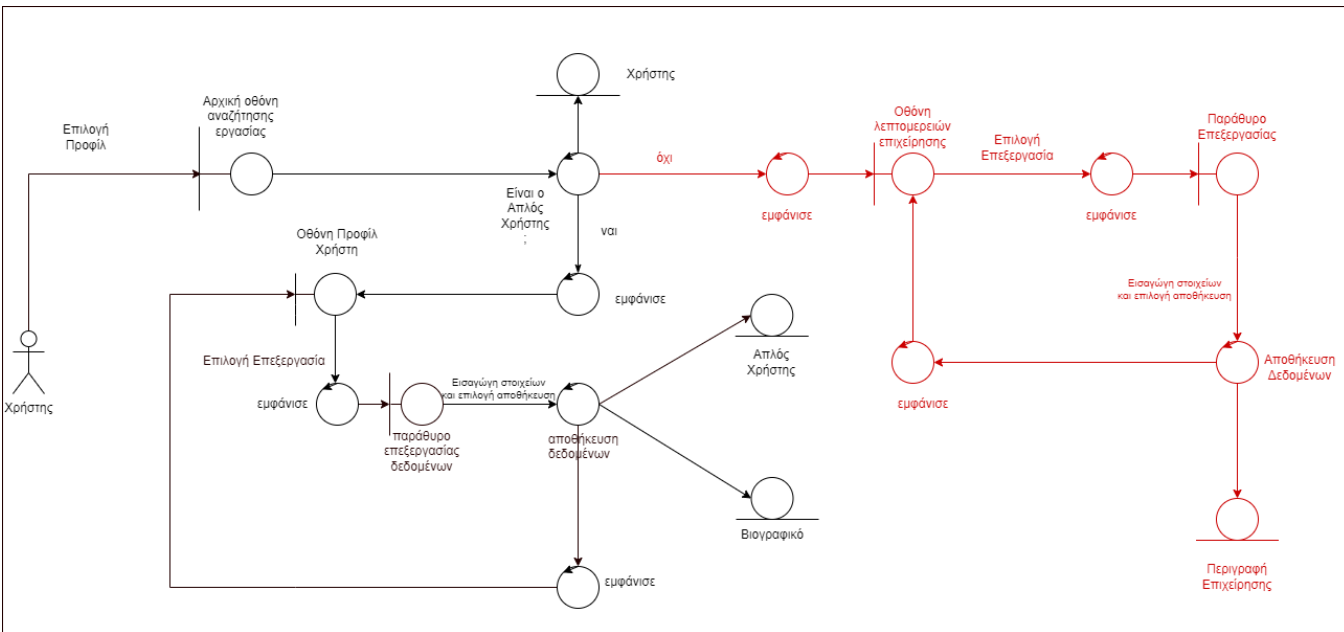 Χρήστης
Αρχική οθόνη
αναζήτησης
εργασίας
Επιλογή
Προφίλ
Είναι ο
Απλός
Χρήστης
;
όχι
ναι
εμφάνισε
Οθόνη
λεπτομερειών
επιχείρησης
Επιλογή
Επεξεργασία
εμφάνισε
Παράθυρο
Επεξεργασίας
Οθόνη Προφίλ
Χρήστη
εμφάνισε
Εισαγώγη στοιχείων
και επιλογή αποθήκευση
Επιλογή Επεξεργασία
Απλός
Χρήστης
Αποθήκευση
Δεδομένων
εμφάνισε
Χρήστης
εμφάνισε
Εισαγώγη στοιχείων
και επιλογή αποθήκευση
παράθυρο
επεξεργασίας
δεδομένων
αποθήκευση
δεδομένων
Βιογραφικό
εμφάνισε
Περιγραφή
Επιχείρησης